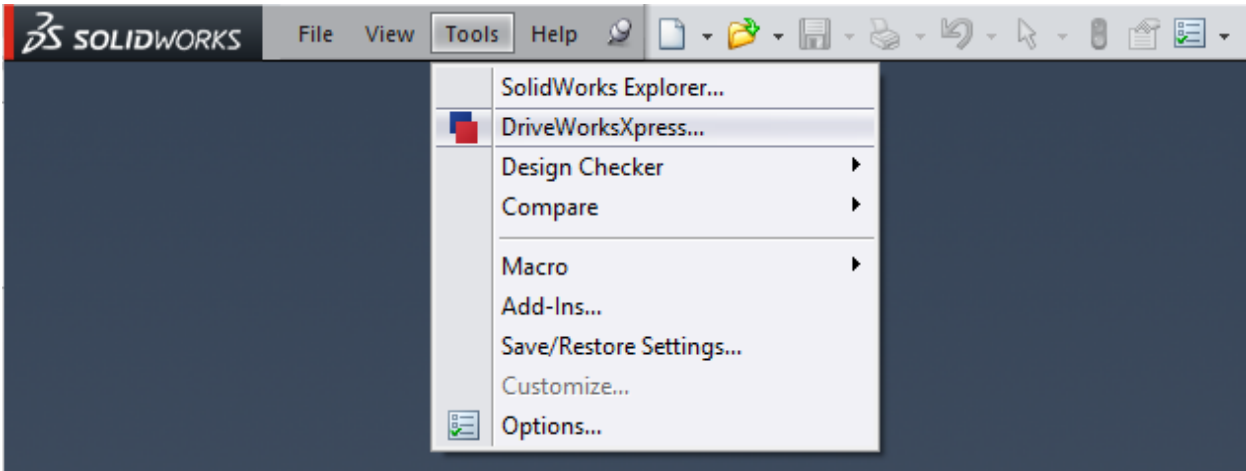 SOLIDWORKS File View Tools Help
SolidWorks Explorer...
DriveWorksXpress...
Design Checker
Compare
Macro
Add-Ins...
Save/Restore Settings...
Customize...
Options...